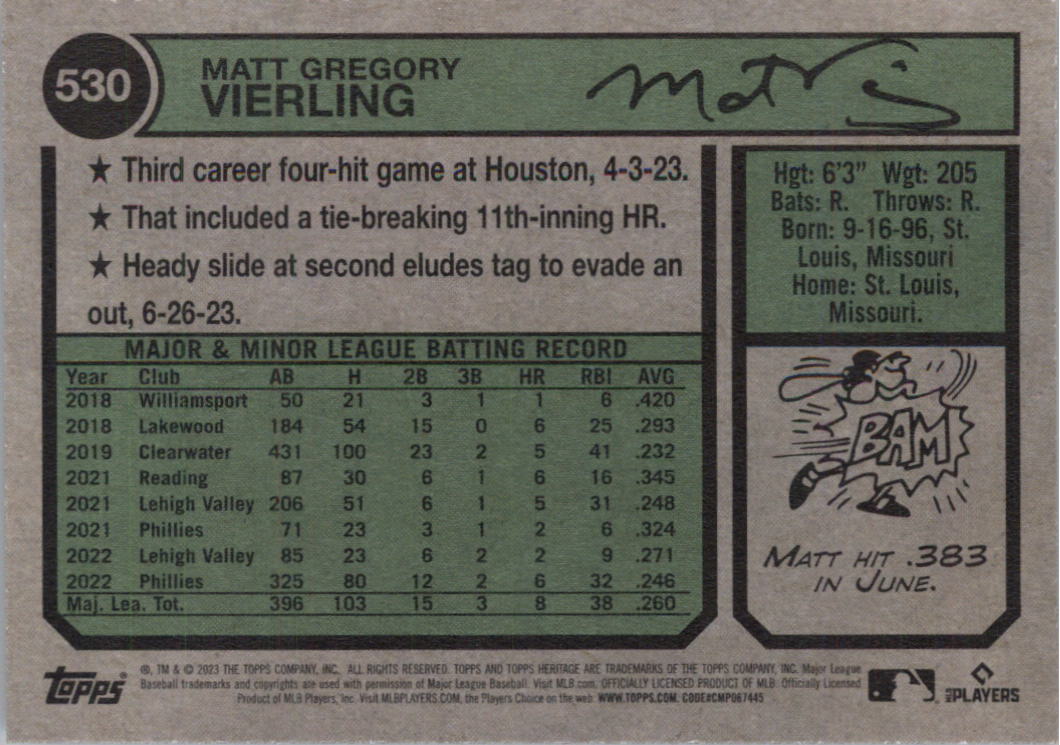 530
MATT GREGORY
VIERLING
Matt Vierling
★ Third career four-hit game at Houston, 4-3-23.
★ That included a tie-breaking 11th-inning HR.
★ Heady slide at second eludes tag to evade an
out, 6-26-23.
MAJOR & MINOR LEAGUE BATTING RECORD
Year Club AB H 2B 3B HR RBI AVG
2018 Williamsport 50 21 3 1 1 6 .420
2018 Lakewood 184 54 15 0 6 25 .293
2019 Clearwater 431 100 23 2 5 41 .232
2021 Reading 87 30 6 1 6 16 .345
2021 Lehigh Valley 206 51 6 1 5 31 .248
2021 Phillies 71 23 3 1 2 6 .324
2022 Lehigh Valley 85 23 6 2 2 9 .271
2022 Phillies 325 80 12 2 6 32 .246
Maj. Lea. Tot. 396 103 15 3 8 38 .260
Hgt: 6'3" Wgt: 205
Bats: R. Throws: R.
Born: 9-16-96, St.
Louis, Missouri
Home: St. Louis,
Missouri.
BAM
MATT HIT .383
IN JUNE.
Topps®
®, TM & © 2023 THE TOPPS COMPANY, INC. ALL RIGHTS RESERVED. TOPPS AND TOPPS HERITAGE ARE TRADEMARKS OF THE TOPPS COMPANY, INC. Major League
Baseball trademarks and copyrights are used with permission of Major League Baseball. Visit MLB.com. OFFICIALLY LICENSED PRODUCT OF MLB. Officially Licensed
Product of MLB Players, Inc. Visit MLBPLAYERS.COM, the Players Choice on the web. WWW.TOPPS.COM. CODE#CMP067445
MLB PLAYERS